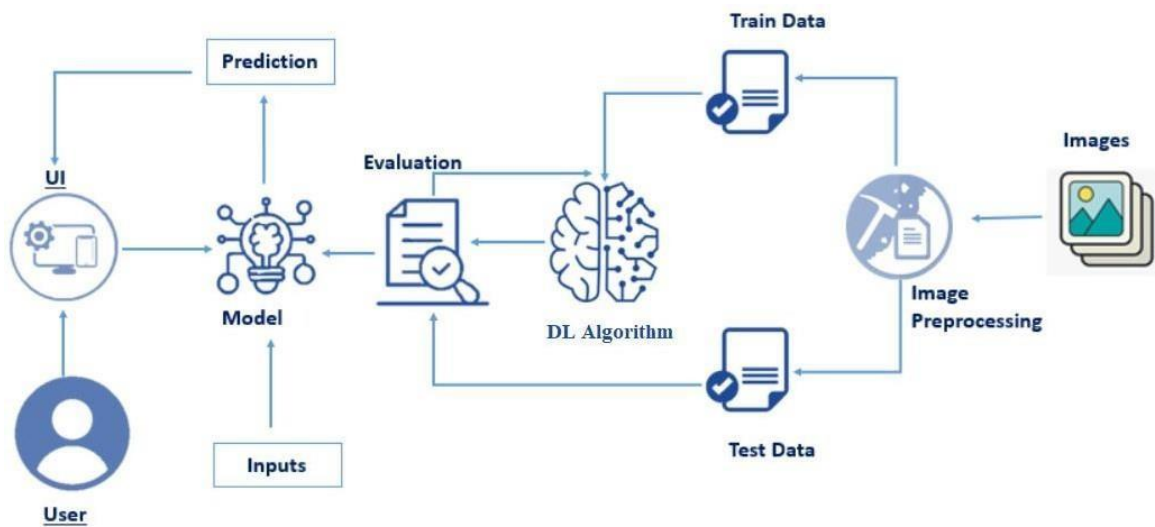 Train Data
Prediction
Images
Evaluation
UI
Image
Preprocessing
Model
DL Algorithm
Test Data
Inputs
User